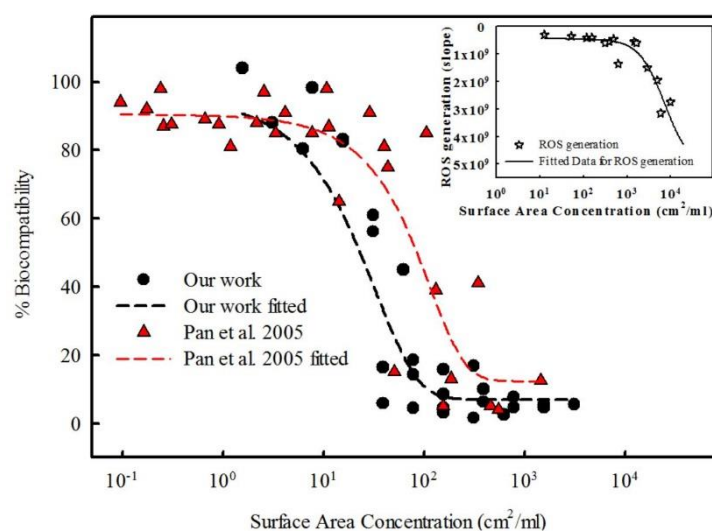 % Biocompatibility
100
80
60
40
20
0
10⁻¹ 10⁰ 10¹ 10² 10³ 10⁴
Surface Area Concentration (cm²/ml)
Our work
Our work fitted
Pan et al. 2005
Pan et al. 2005 fitted
ROS generation (slope)
0
1x10⁹
2x10⁹
3x10⁹
4x10⁹
5x10⁹
ROS generation
Fitted Data for ROS generation
10⁰ 10¹ 10² 10³ 10⁴
Surface Area Concentration (cm²/ml)